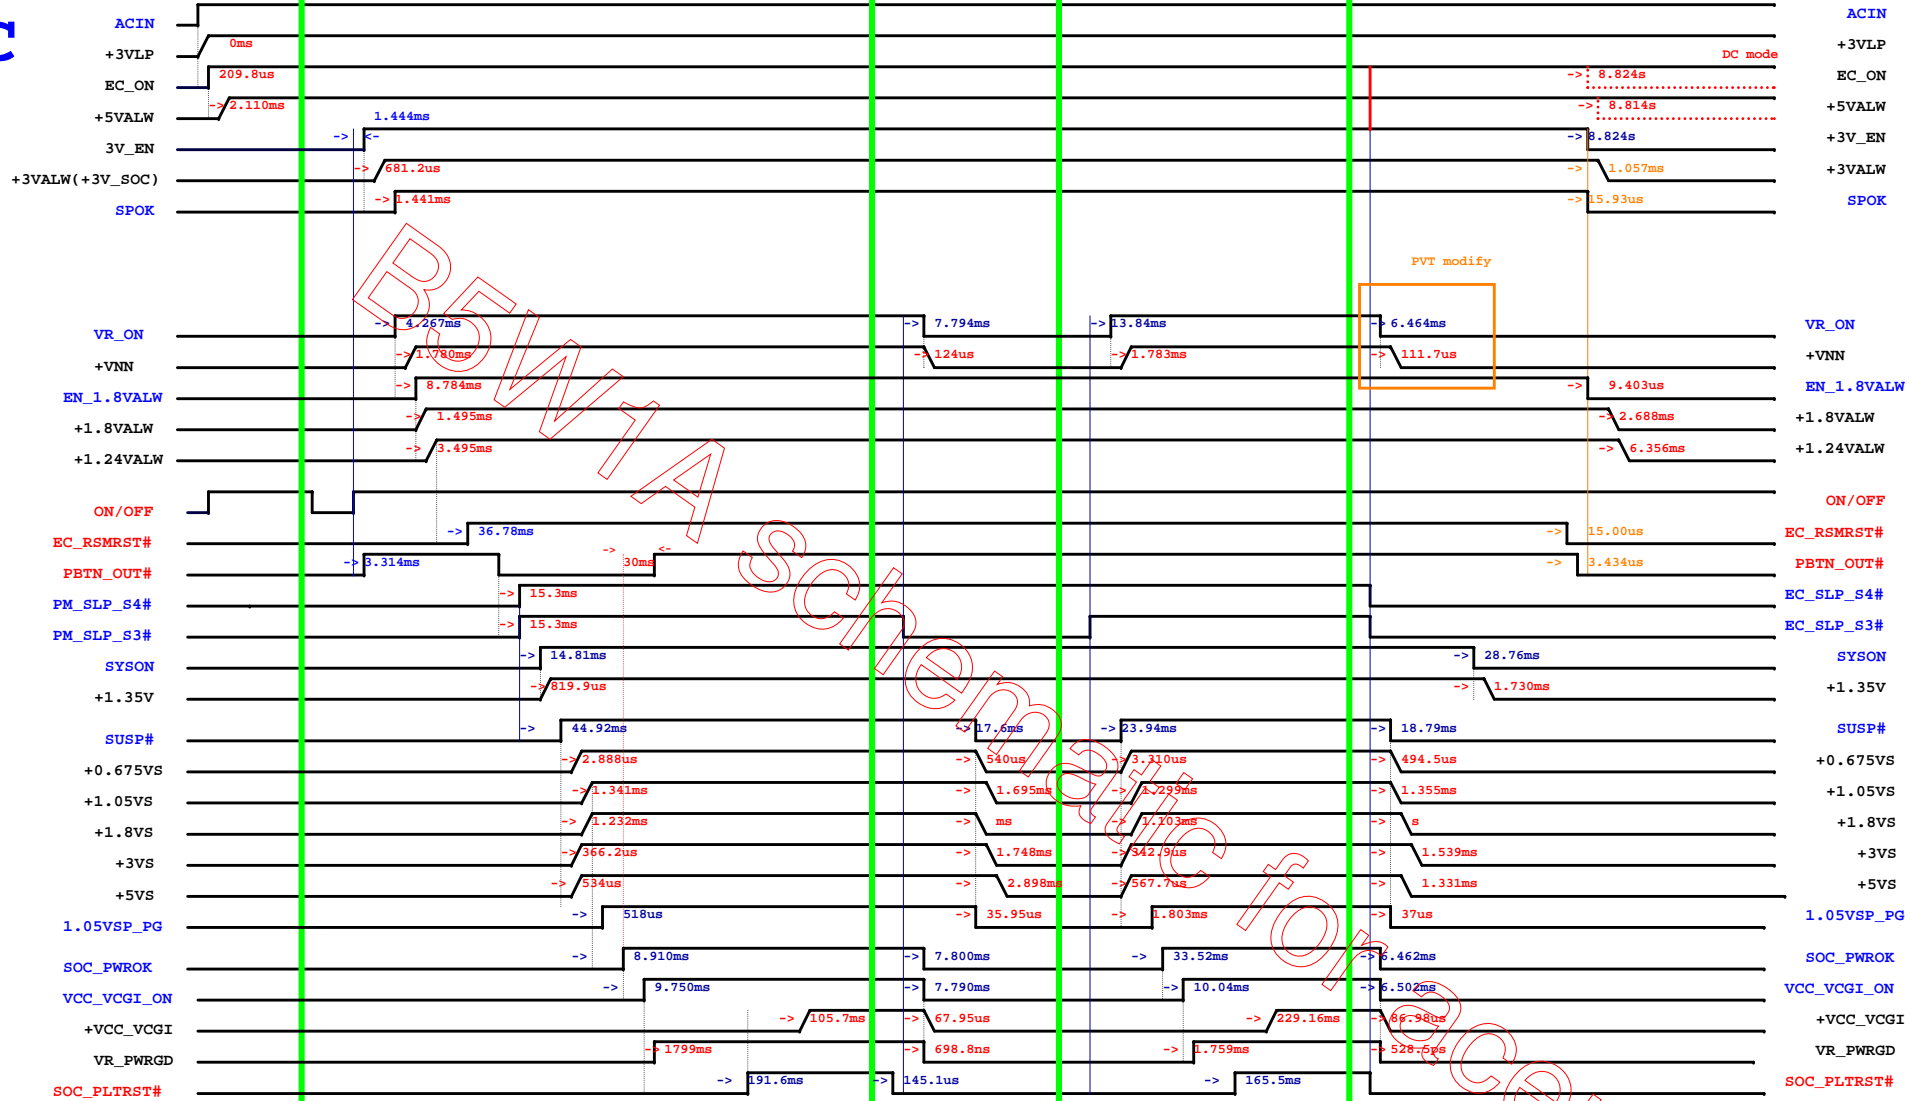 C
ACIN ACIN
+3VLP 0ms +3VLP
DC mode
EC_ON 209.8us -> 8.824s EC_ON
+5VALW ->2.110ms -> 8.814s +5VALW
1.444ms
3V_EN -> <- ->8.824s +3V_EN
+3VALW(+3V_SOC) -> 681.2us -> 1.057ms +3VALW
SPOK ->1.441ms ->15.93us SPOK
PVT modify
VR_ON -> 4.267ms -> 7.794ms ->13.84ms -> 6.464ms VR_ON
+VNN ->1.780ms ->124us ->1.783ms -> 111.7us +VNN
EN_1.8VALW -> 8.784ms -> 9.403us EN_1.8VALW
+1.8VALW -> 1.495ms ->2.688ms +1.8VALW
+1.24VALW -> 3.495ms -> 6.356ms +1.24VALW
ON/OFF ON/OFF
EC_RSMRST# -> 36.78ms -> 15.00us EC_RSMRST#
PBTN_OUT# ->3.314ms -> 30ms <- -> 3.434us PBTN_OUT#
PM_SLP_S4# -> 15.3ms EC_SLP_S4#
PM_SLP_S3# -> 15.3ms EC_SLP_S3#
SYSON -> 14.81ms -> 28.76ms SYSON
+1.35V ->819.9us -> 1.730ms +1.35V
SUSP# -> 44.92ms ->17.6ms ->23.94ms -> 18.79ms SUSP#
+0.675VS ->2.888us -> 540us ->3.310us -> 494.5us +0.675VS
+1.05VS ->1.341ms -> 1.695ms ->1.299ms -> 1.355ms +1.05VS
+1.8VS ->1.232ms -> ms ->1.103ms -> s +1.8VS
+3VS ->366.2us -> 1.748ms ->342.9us -> 1.539ms +3VS
+5VS -> 534us -> 2.898ms ->567.7us -> 1.331ms +5VS
1.05VSP_PG -> 518us -> 35.95us -> 1.803ms -> 37us 1.05VSP_PG
SOC_PWROK -> 8.910ms -> 7.800ms -> 33.52ms ->6.462ms SOC_PWROK
VCC_VCGI_ON -> 9.750ms -> 7.790ms -> 10.04ms -> 6.502ms VCC_VCGI_ON
+VCC_VCGI -> 105.7ms -> 67.95us -> 229.16ms ->86.98us +VCC_VCGI
VR_PWRGD -> 1799ms -> 698.8ns ->1.759ms ->528.5ps VR_PWRGD
SOC_PLTRST# -> 191.6ms -> 145.1us -> 165.5ms SOC_PLTRST#
B5W1A schematic for ace